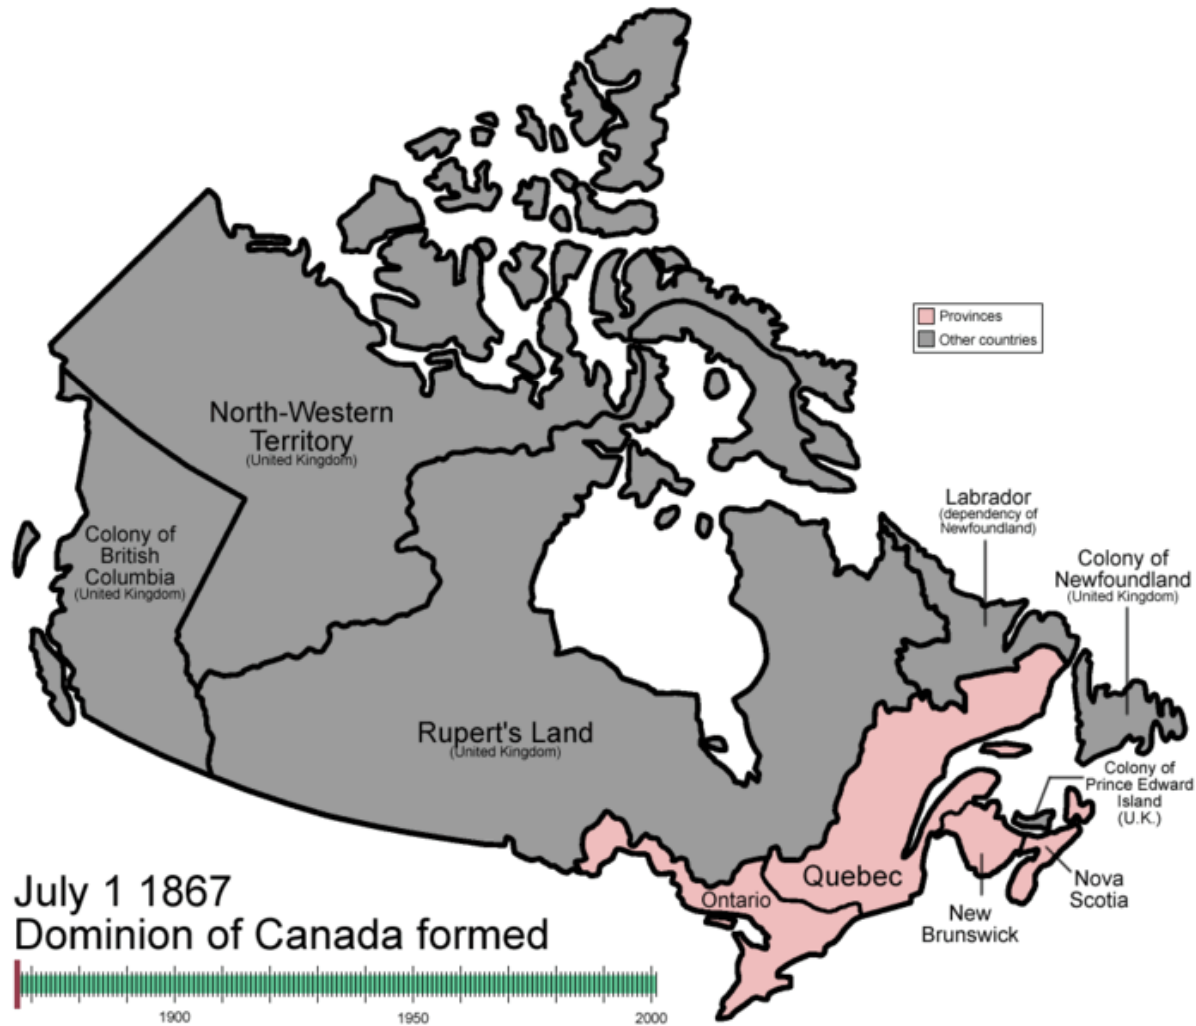 Provinces
Other countries
North-Western
Territory
(United Kingdom)
Labrador
(dependency of
Newfoundland)
Colony of
British
Columbia
(United Kingdom)
Colony of
Newfoundland
(United Kingdom)
Rupert's Land
(United Kingdom)
Colony of
Prince Edward
Island
(U.K.)
Quebec
Ontario
Nova
Scotia
New
Brunswick
July 1 1867
Dominion of Canada formed
1900
1950
2000